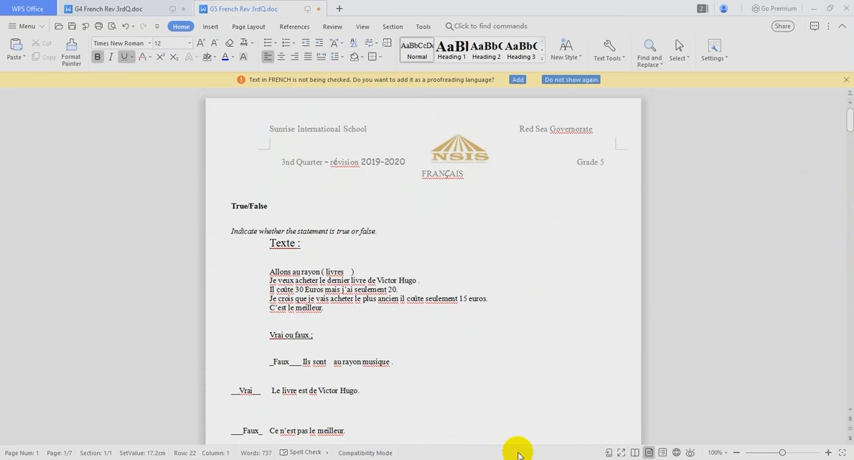 WPS Office
G4 French Rev 3rdQ.doc
G5 French Rev 3rdQ.doc
+
2
Go Premium
Menu
Home
Insert
Page Layout
References
Review
View
Section
Tools
Click to find commands
Share
Paste
Cut
Copy
Format Painter
Times New Roman
12
B I U
AaBbCcDd
Normal
AaBl
Heading 1
AaBbC
Heading 2
AaBbC
Heading 3
New Style
Text Tools
Find and Replace
Select
Settings
Text in FRENCH is not being checked. Do you want to add it as a proofreading language?
Add
Do not show again
Sunrise International School
Red Sea Governorate
NSIS
3nd Quarter – révision 2019-2020
Grade 5
FRANÇAIS
True/False
Indicate whether the statement is true or false.
Texte :
Allons au rayon ( livres )
Je veux acheter le dernier livre de Victor Hugo .
Il coûte 30 Euros mais j’ai seulement 20.
Je crois que je vais acheter le plus ancien il coûte seulement 15 euros.
C’est le meilleur.
Vrai ou faux ;
_Faux___ Ils sont au rayon musique .
__Vrai__ Le livre est de Victor Hugo.
___Faux_ Ce n’est pas le meilleur.
Page Num: 1
Page: 1/7
Section: 1/1
SetValue: 17.2cm
Row: 22
Column: 1
Words: 737
Spell Check
Compatibility Mode
100%